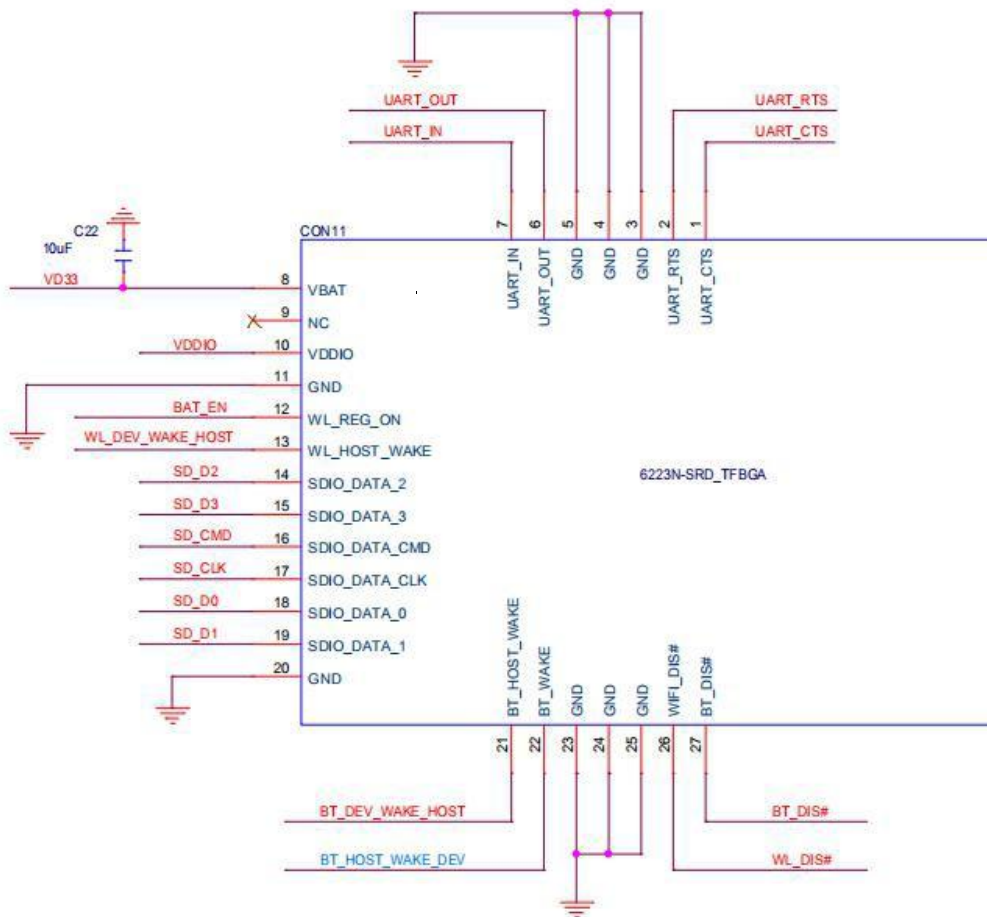 UART_OUT
UART_RTS
UART_IN
UART_CTS
7
6
5
4
3
2
1
C22
10uF
CON11
UART_IN
UART_OUT
GND
GND
GND
UART_RTS
UART_CTS
VD33
8
VBAT
9
NC
VDDIO
10
VDDIO
11
GND
BAT_EN
12
WL_REG_ON
WL_DEV_WAKE_HOST
13
WL_HOST_WAKE
SD_D2
14
SDIO_DATA_2
6223N-SRD_TFBGA
SD_D3
15
SDIO_DATA_3
SD_CMD
16
SDIO_DATA_CMD
SD_CLK
17
SDIO_DATA_CLK
SD_D0
18
SDIO_DATA_0
SD_D1
19
SDIO_DATA_1
20
GND
BT_HOST_WAKE
BT_WAKE
GND
GND
GND
WIFI_DIS#
BT_DIS#
21
22
23
24
25
26
27
BT_DEV_WAKE_HOST
BT_DIS#
BT_HOST_WAKE_DEV
WL_DIS#